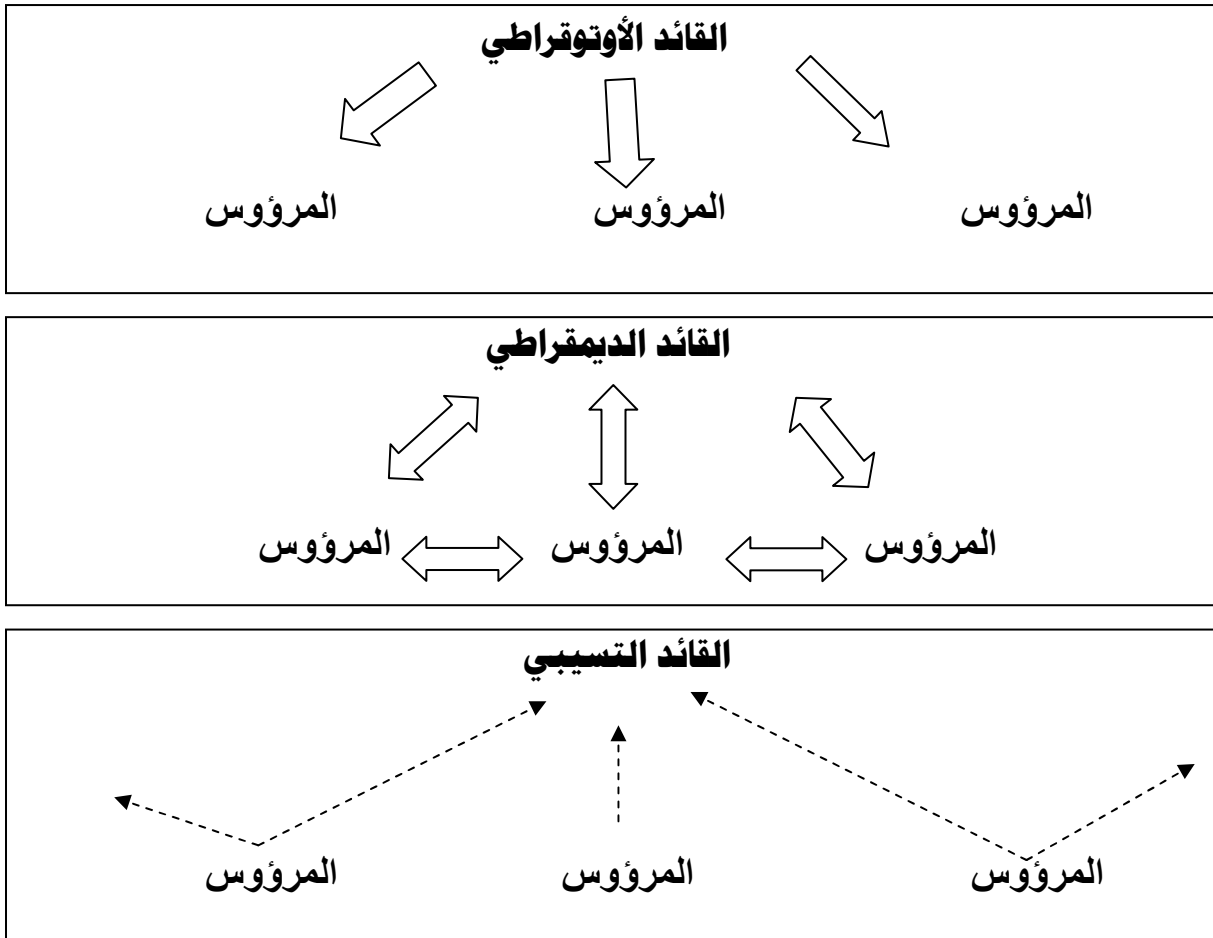 القائد الأوتوقراطي
المرؤوس المرؤوس المرؤوس
القائد الديمقراطي
المرؤوس المرؤوس المرؤوس
القائد التسيبي
المرؤوس المرؤوس المرؤوس